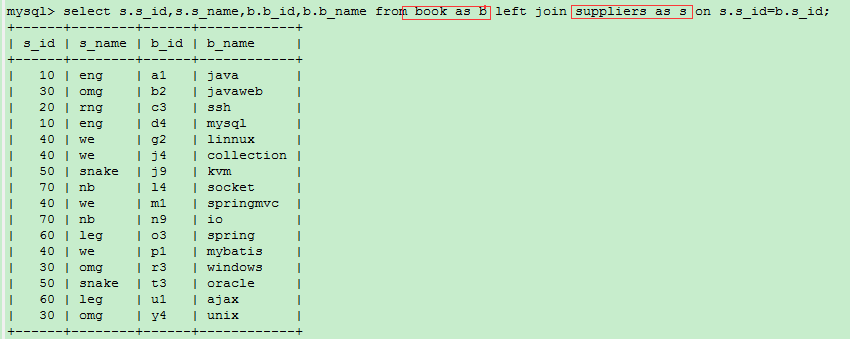 mysql> select s.s_id,s.s_name,b.b_id,b.b_name from book as b left join suppliers as s on s.s_id=b.s_id;
+------+--------+------+------------+
| s_id | s_name | b_id | b_name     |
+------+--------+------+------------+
|   10 | eng    | a1   | java       |
|   30 | omg    | b2   | javaweb    |
|   20 | rng    | c3   | ssh        |
|   10 | eng    | d4   | mysql      |
|   40 | we     | g2   | linnux     |
|   40 | we     | j4   | collection |
|   50 | snake  | j9   | kvm        |
|   70 | nb     | l4   | socket     |
|   40 | we     | m1   | springmvc  |
|   70 | nb     | n9   | io         |
|   60 | leg    | o3   | spring     |
|   40 | we     | p1   | mybatis    |
|   30 | omg    | r3   | windows    |
|   50 | snake  | t3   | oracle     |
|   60 | leg    | u1   | ajax       |
|   30 | omg    | y4   | unix       |
+------+--------+------+------------+